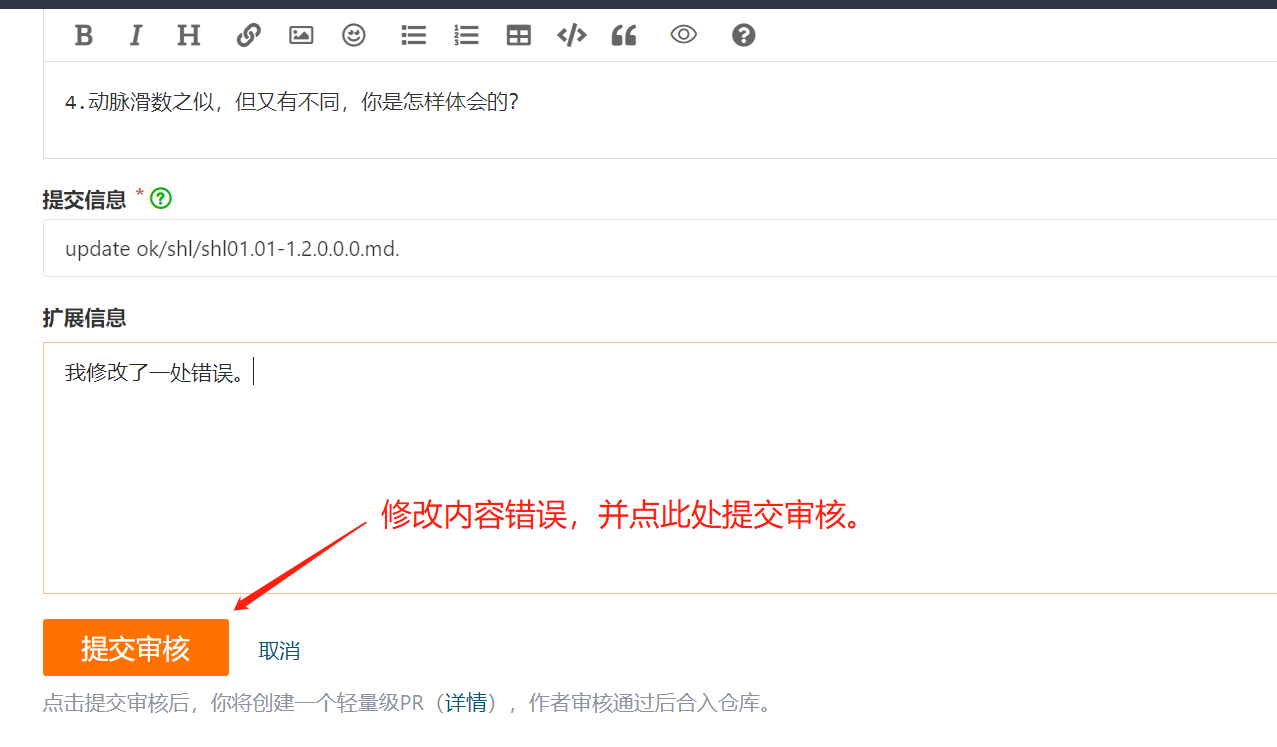 4.动脉滑数之似，但又有不同，你是怎样体会的?
提交信息 *
update ok/shl/shl01.01-1.2.0.0.0.md.
扩展信息
我修改了一处错误。
修改内容错误，并点此处提交审核。
提交审核 取消
点击提交审核后，你将创建一个轻量级PR（详情），作者审核通过后合入仓库。